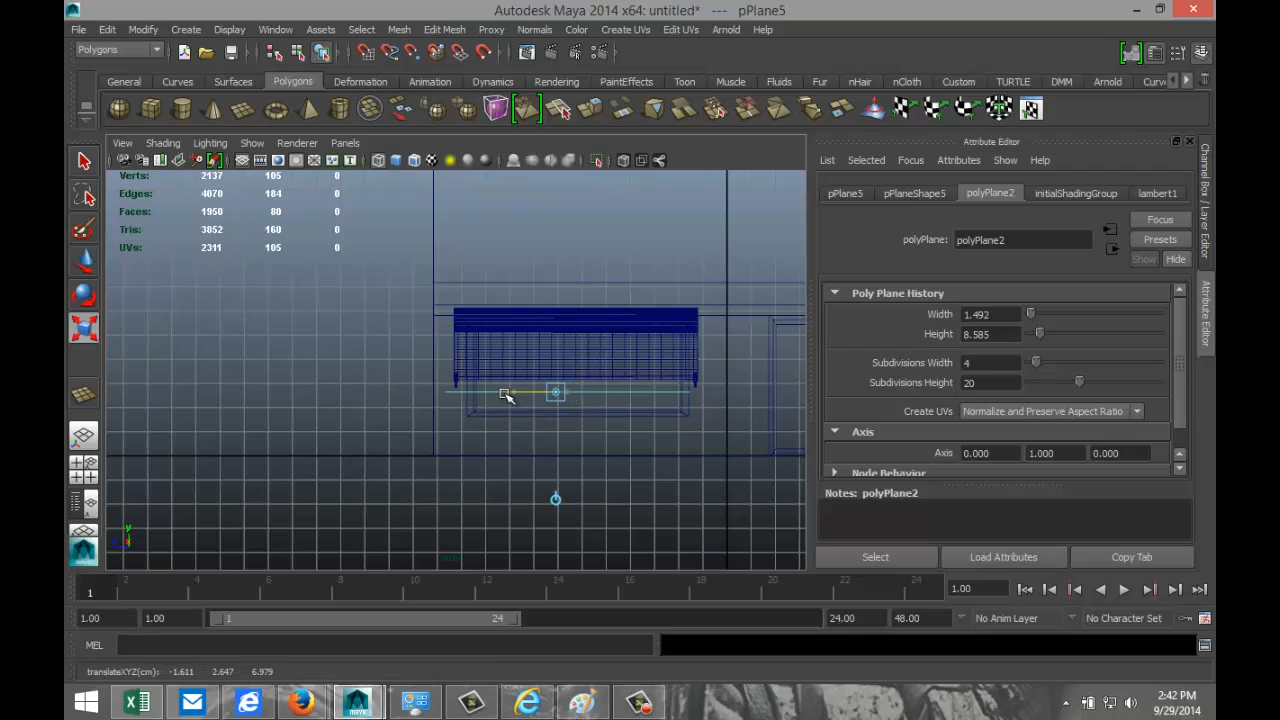 Autodesk Maya 2014 x64: untitled*   ---   pPlane5
File Edit Modify Create Display Window Assets Select Mesh Edit Mesh Proxy Normals Color Create UVs Edit UVs Arnold Help
Polygons
General Curves Surfaces Polygons Deformation Animation Dynamics Rendering PaintEffects Toon Muscle Fluids Fur nHair nCloth Custom TURTLE DMM Arnold Curv
View Shading Lighting Show Renderer Panels
Verts: 2137 105 0
Edges: 4070 184 0
Faces: 1950 80 0
Tris: 3852 160 0
UVs: 2311 105 0
y
Attribute Editor
List Selected Focus Attributes Show Help
pPlane5 pPlaneShape5 polyPlane2 initialShadingGroup lambert1
Focus
polyPlane: polyPlane2 Presets
Show Hide
Poly Plane History
Width 1.492
Height 8.585
Subdivisions Width 4
Subdivisions Height 20
Create UVs Normalize and Preserve Aspect Ratio
Axis
Axis 0.000 1.000 0.000
Node Behavior
Notes: polyPlane2
Select Load Attributes Copy Tab
Channel Box / Layer Editor
Attribute Editor
2 4 6 8 10 12 14 16 18 20 22 24
1 1.00
1.00 1.00 1 24 24.00 48.00 No Anim Layer No Character Set
MEL
translateXYZ(cm): -1.611 2.647 6.979
MAYA
2:42 PM
9/29/2014